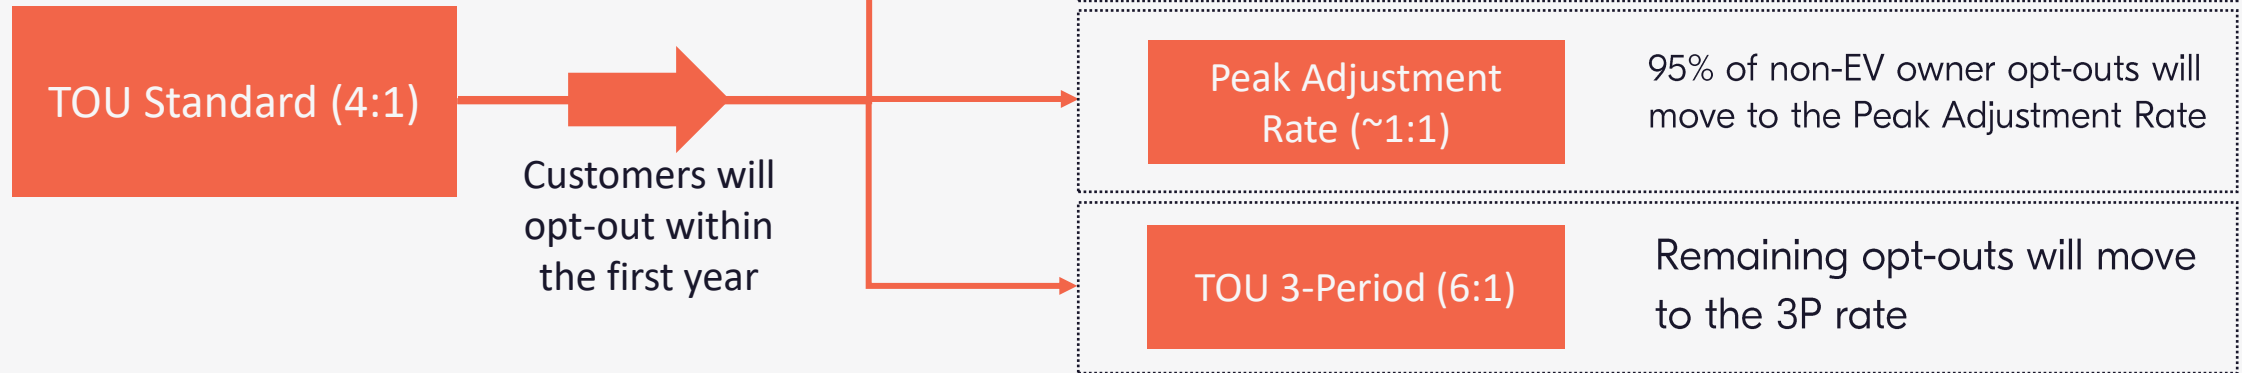 TOU Standard (4:1)
Customers will
opt-out within
the first year
Peak Adjustment
Rate (~1:1)
95% of non-EV owner opt-outs will
move to the Peak Adjustment Rate
TOU 3-Period (6:1)
Remaining opt-outs will move
to the 3P rate